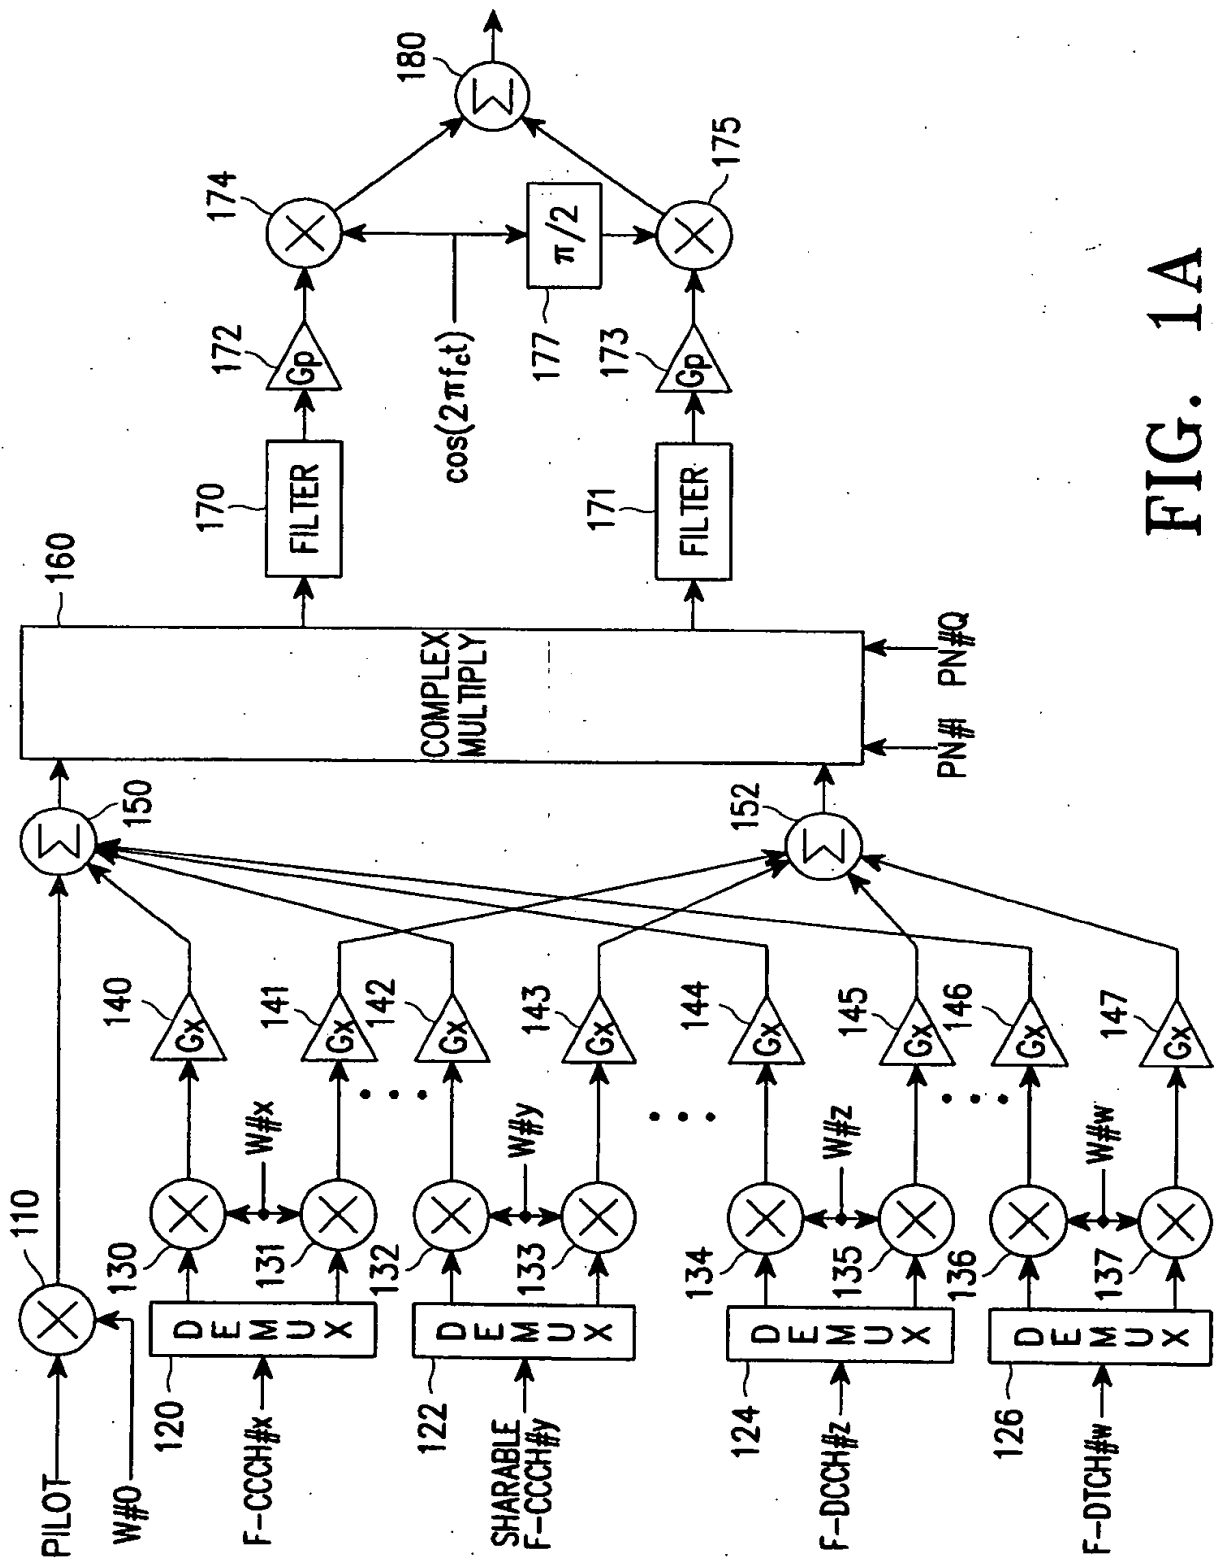 PILOT
W#0
110
F-CCCH#x
120
DEMUX
130
131
W#x
140
Gx
141
Gx
SHARABLE
F-CCCH#y
122
DEMUX
132
133
W#y
142
Gx
143
Gx
F-DCCH#z
124
DEMUX
134
135
W#z
144
Gx
145
Gx
F-DTCH#w
126
DEMUX
136
137
W#w
146
Gx
147
Gx
Σ
150
Σ
152
160
COMPLEX
MULTIPLY
PN#I
PN#Q
170
FILTER
172
Gp
174
cos(2πfct)
177
π/2
171
FILTER
173
Gp
175
Σ
180
FIG. 1A